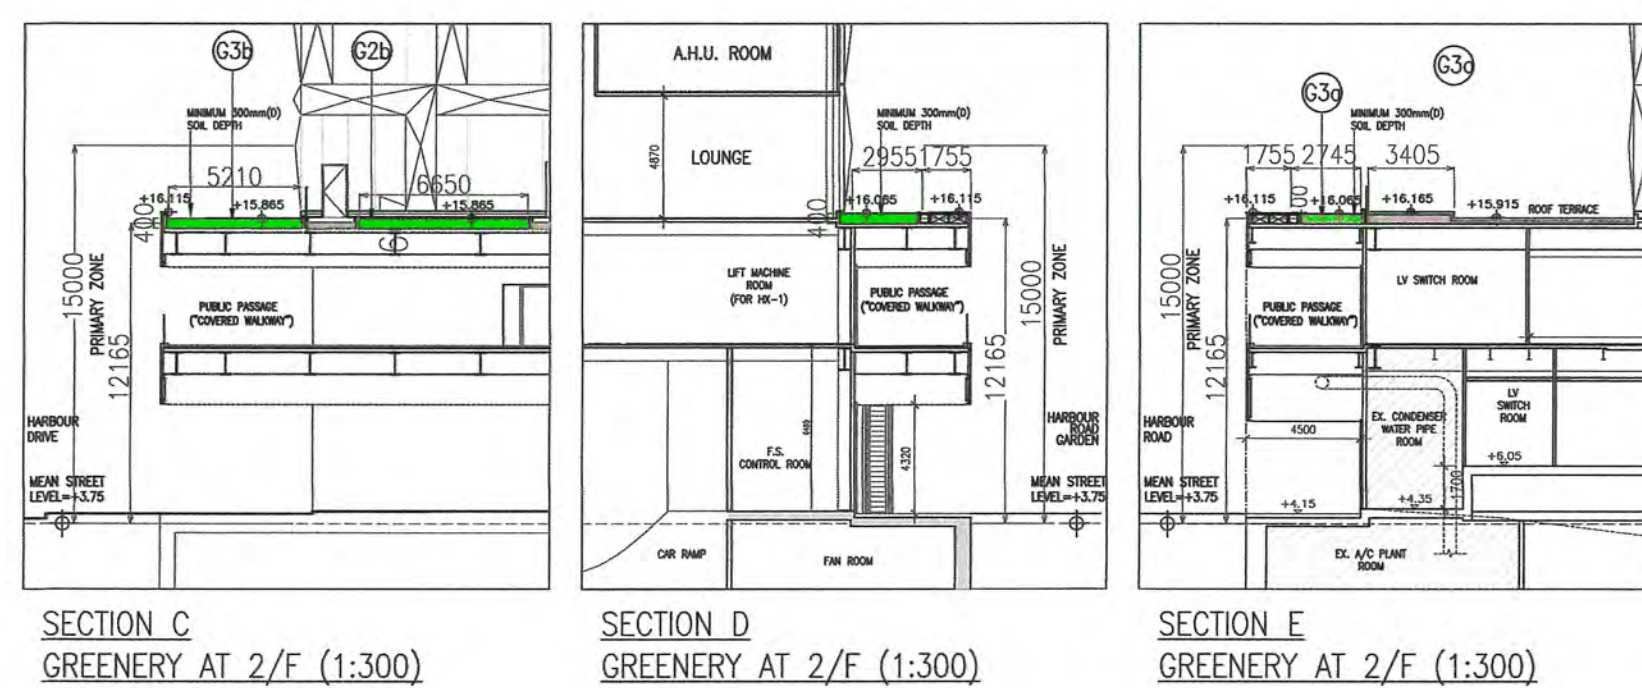 G3b
G2b
MINIMUM 300mm(D)
SOIL DEPTH
5210
6650
+16.115
+15.865
+15.865
400
15000
PRIMARY ZONE
12165
PUBLIC PASSAGE
("COVERED WALKWAY")
HARBOUR
DRIVE
MEAN STREET
LEVEL=+3.75
SECTION C
GREENERY AT 2/F (1:300)
A.H.U. ROOM
MINIMUM 300mm(D)
SOIL DEPTH
4870
LOUNGE
2955
1755
+16.065
+16.115
400
LIFT MACHINE
ROOM
(FOR HX-1)
PUBLIC PASSAGE
("COVERED WALKWAY")
15000
PRIMARY ZONE
12165
HARBOUR
ROAD
GARDEN
F.S.
CONTROL ROOM
4320
MEAN STREET
LEVEL=+3.75
CAR RAMP
FAN ROOM
SECTION D
GREENERY AT 2/F (1:300)
G3a
MINIMUM 300mm(D)
SOIL DEPTH
1755
2745
3405
+16.115
+16.065
+16.165
+15.915
ROOF TERRACE
15000
PRIMARY ZONE
12165
LV SWITCH ROOM
PUBLIC PASSAGE
("COVERED WALKWAY")
HARBOUR
ROAD
4500
EX. CONDENSER
WATER PIPE
ROOM
LV
SWITCH
ROOM
+6.05
MEAN STREET
LEVEL=+3.75
+4.15
+4.35
1700
EX. A/C PLANT
ROOM
SECTION E
GREENERY AT 2/F (1:300)